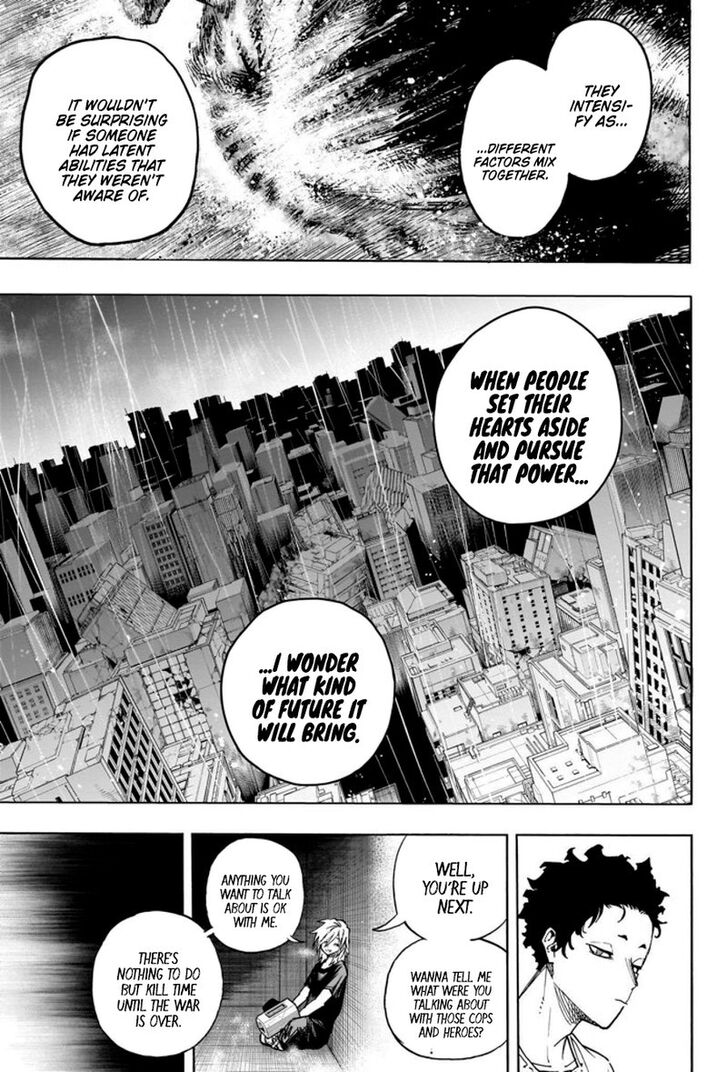 THEY
INTENSI-
FY AS...
...DIFFERENT
FACTORS MIX
TOGETHER.
IT WOULDN'T
BE SURPRISING
IF SOMEONE
HAD LATENT
ABILITIES THAT
THEY WEREN'T
AWARE OF.
WHEN PEOPLE
SET THEIR
HEARTS ASIDE
AND PURSUE
THAT POWER...
...I WONDER
WHAT KIND
OF FUTURE IT
WILL BRING.
WELL,
YOU'RE UP
NEXT.
WANNA TELL ME
WHAT WERE YOU
TALKING ABOUT
WITH THOSE COPS
AND HEROES?
ANYTHING YOU
WANT TO TALK
ABOUT IS OK
WITH ME.
THERE'S
NOTHING TO DO
BUT KILL TIME
UNTIL THE WAR
IS OVER.